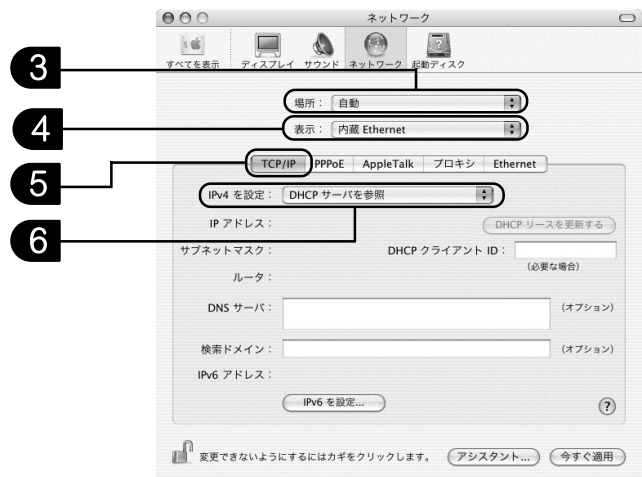 ネットワーク
すべてを表示 ディスプレイ サウンド ネットワーク 起動ディスク
3
場所： 自動
4
表示： 内蔵 Ethernet
5
TCP/IP PPPoE AppleTalk プロキシ Ethernet
6
IPv4 を設定： DHCP サーバを参照
IP アドレス： DHCP リースを更新する
サブネットマスク： DHCP クライアント ID：
（必要な場合）
ルータ：
DNS サーバ： （オプション）
検索ドメイン： （オプション）
IPv6 アドレス：
IPv6 を設定... ?
変更できないようにするにはカギをクリックします。 アシスタント... 今すぐ適用